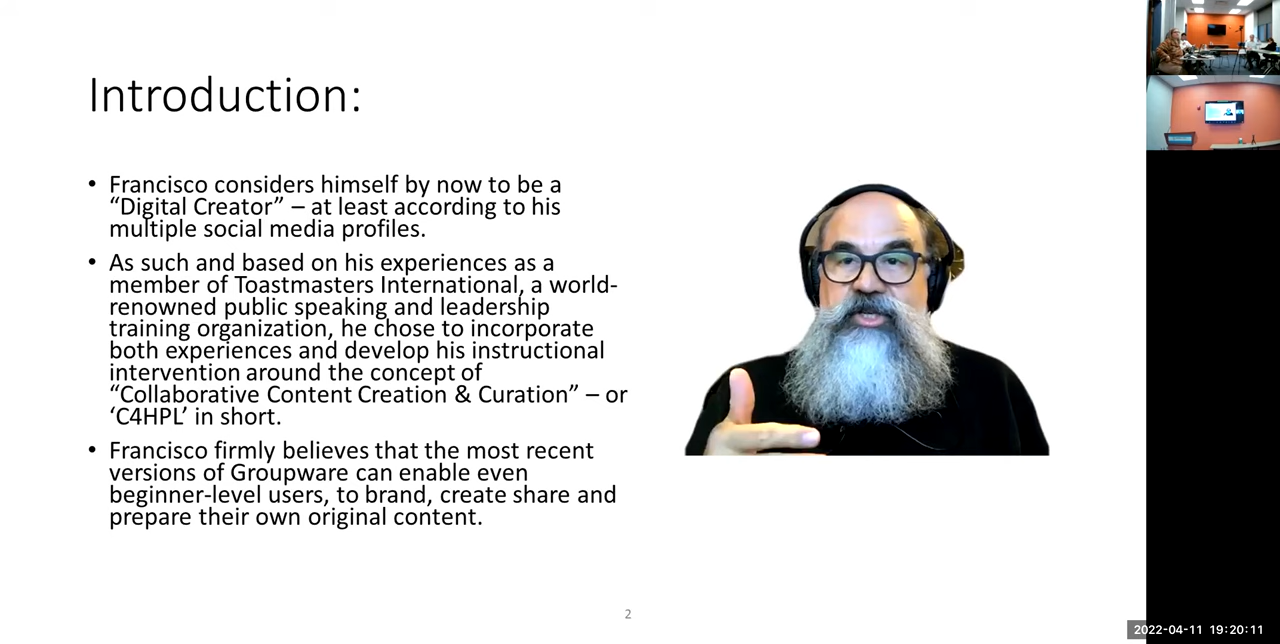 Introduction:
• Francisco considers himself by now to be a
“Digital Creator” – at least according to his
multiple social media profiles.
• As such and based on his experiences as a
member of Toastmasters International, a world-
renowned public speaking and leadership
training organization, he chose to incorporate
both experiences and develop his instructional
intervention around the concept of
“Collaborative Content Creation & Curation” – or
‘C4HPL’ in short.
• Francisco firmly believes that the most recent
versions of Groupware can enable even
beginner-level users, to brand, create share and
prepare their own original content.
2
2022-04-11 19:20:11